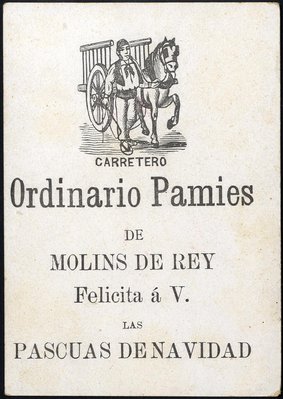 CARRETERO
Ordinario Pamies
DE
MOLINS DE REY
Felicita á V.
LAS
PASCUAS DE NAVIDAD